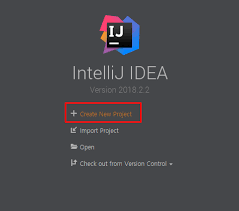 IJ
IntelliJ IDEA
Version 2018.2.2
Create New Project
Import Project
Open
Check out from Version Control